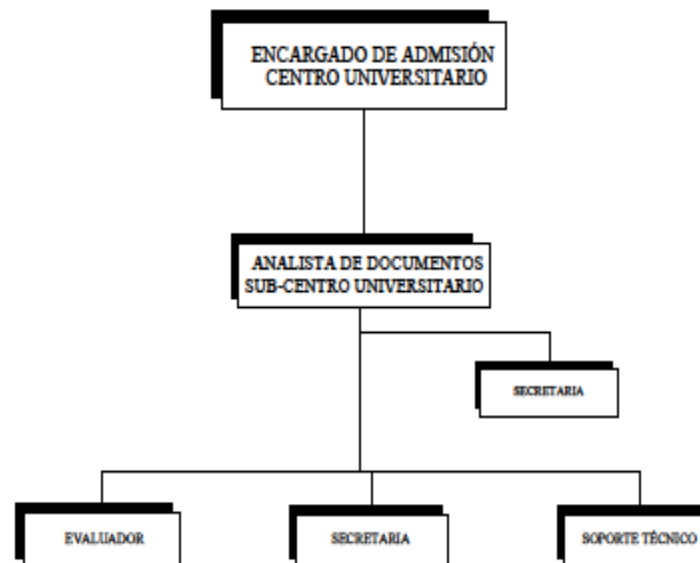 ENCARGADO DE ADMISIÓN
CENTRO UNIVERSITARIO
ANALISTA DE DOCUMENTOS
SUB-CENTRO UNIVERSITARIO
SECRETARIA
EVALUADOR
SECRETARIA
SOPORTE TÉCNICO